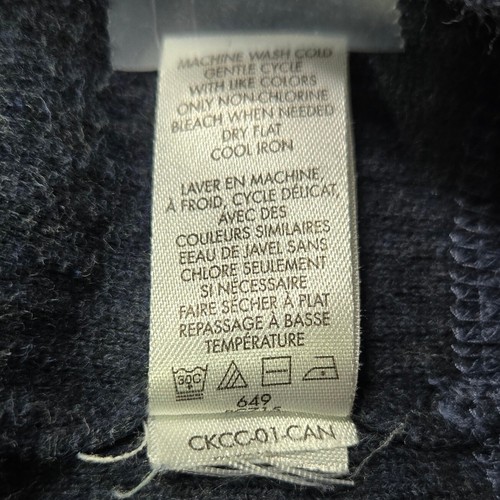 MACHINE WASH COLD
GENTLE CYCLE
WITH LIKE COLORS
ONLY NON-CHLORINE
BLEACH WHEN NEEDED
DRY FLAT
COOL IRON
LAVER EN MACHINE,
À FROID, CYCLE DÉLICAT,
AVEC DES
COULEURS SIMILAIRES
EEAU DE JAVEL SANS
CHLORE SEULEMENT
SI NÉCESSAIRE
FAIRE SÉCHER À PLAT
REPASSAGE À BASSE
TEMPÉRATURE
30C
649
CKCC-01-CAN